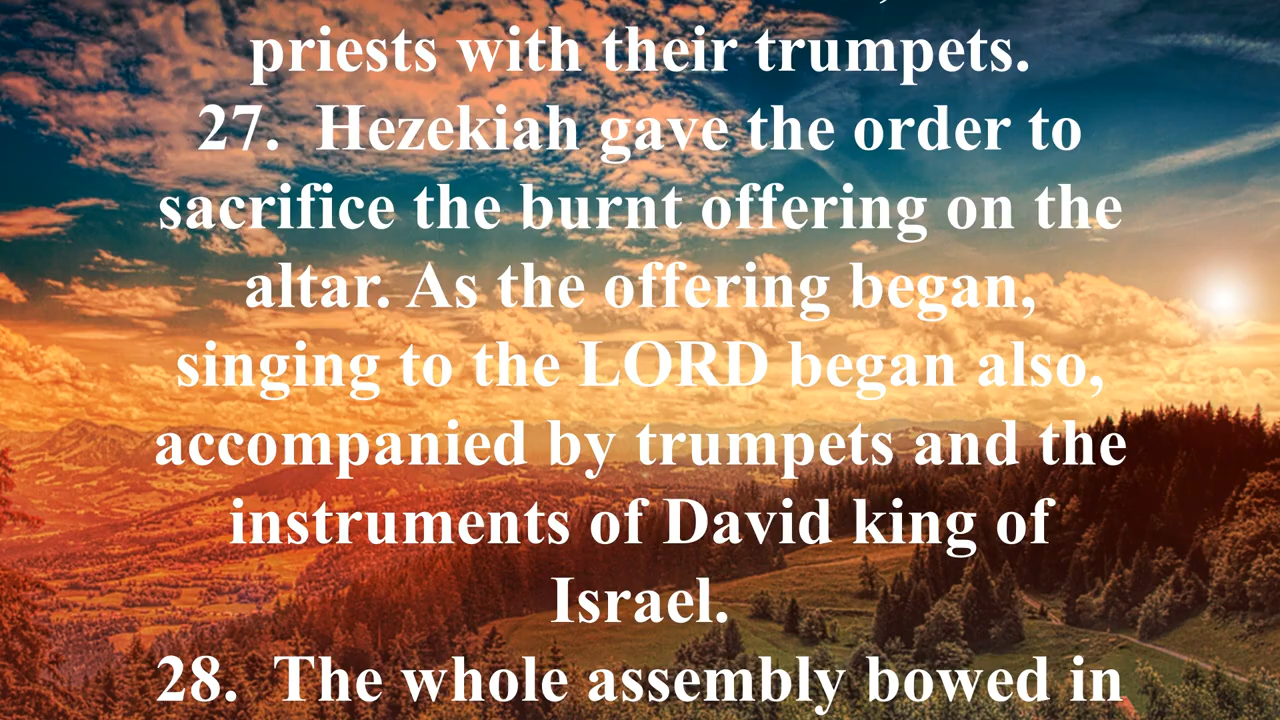 priests with their trumpets.
27.  Hezekiah gave the order to
sacrifice the burnt offering on the
altar. As the offering began,
singing to the LORD began also,
accompanied by trumpets and the
instruments of David king of
Israel.
28.  The whole assembly bowed in